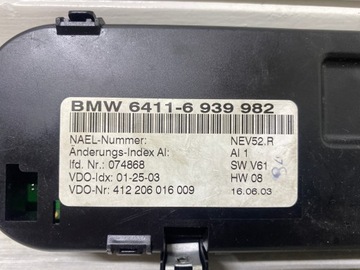 BMW 6411-6 939 982
NAEL-Nummer: NEV52.R
Änderungs-Index AI: AI 1
lfd. Nr.: 074868 SW V61
VDO-Idx: 01-25-03 HW 08
VDO-Nr: 412 206 016 009 16.06.03